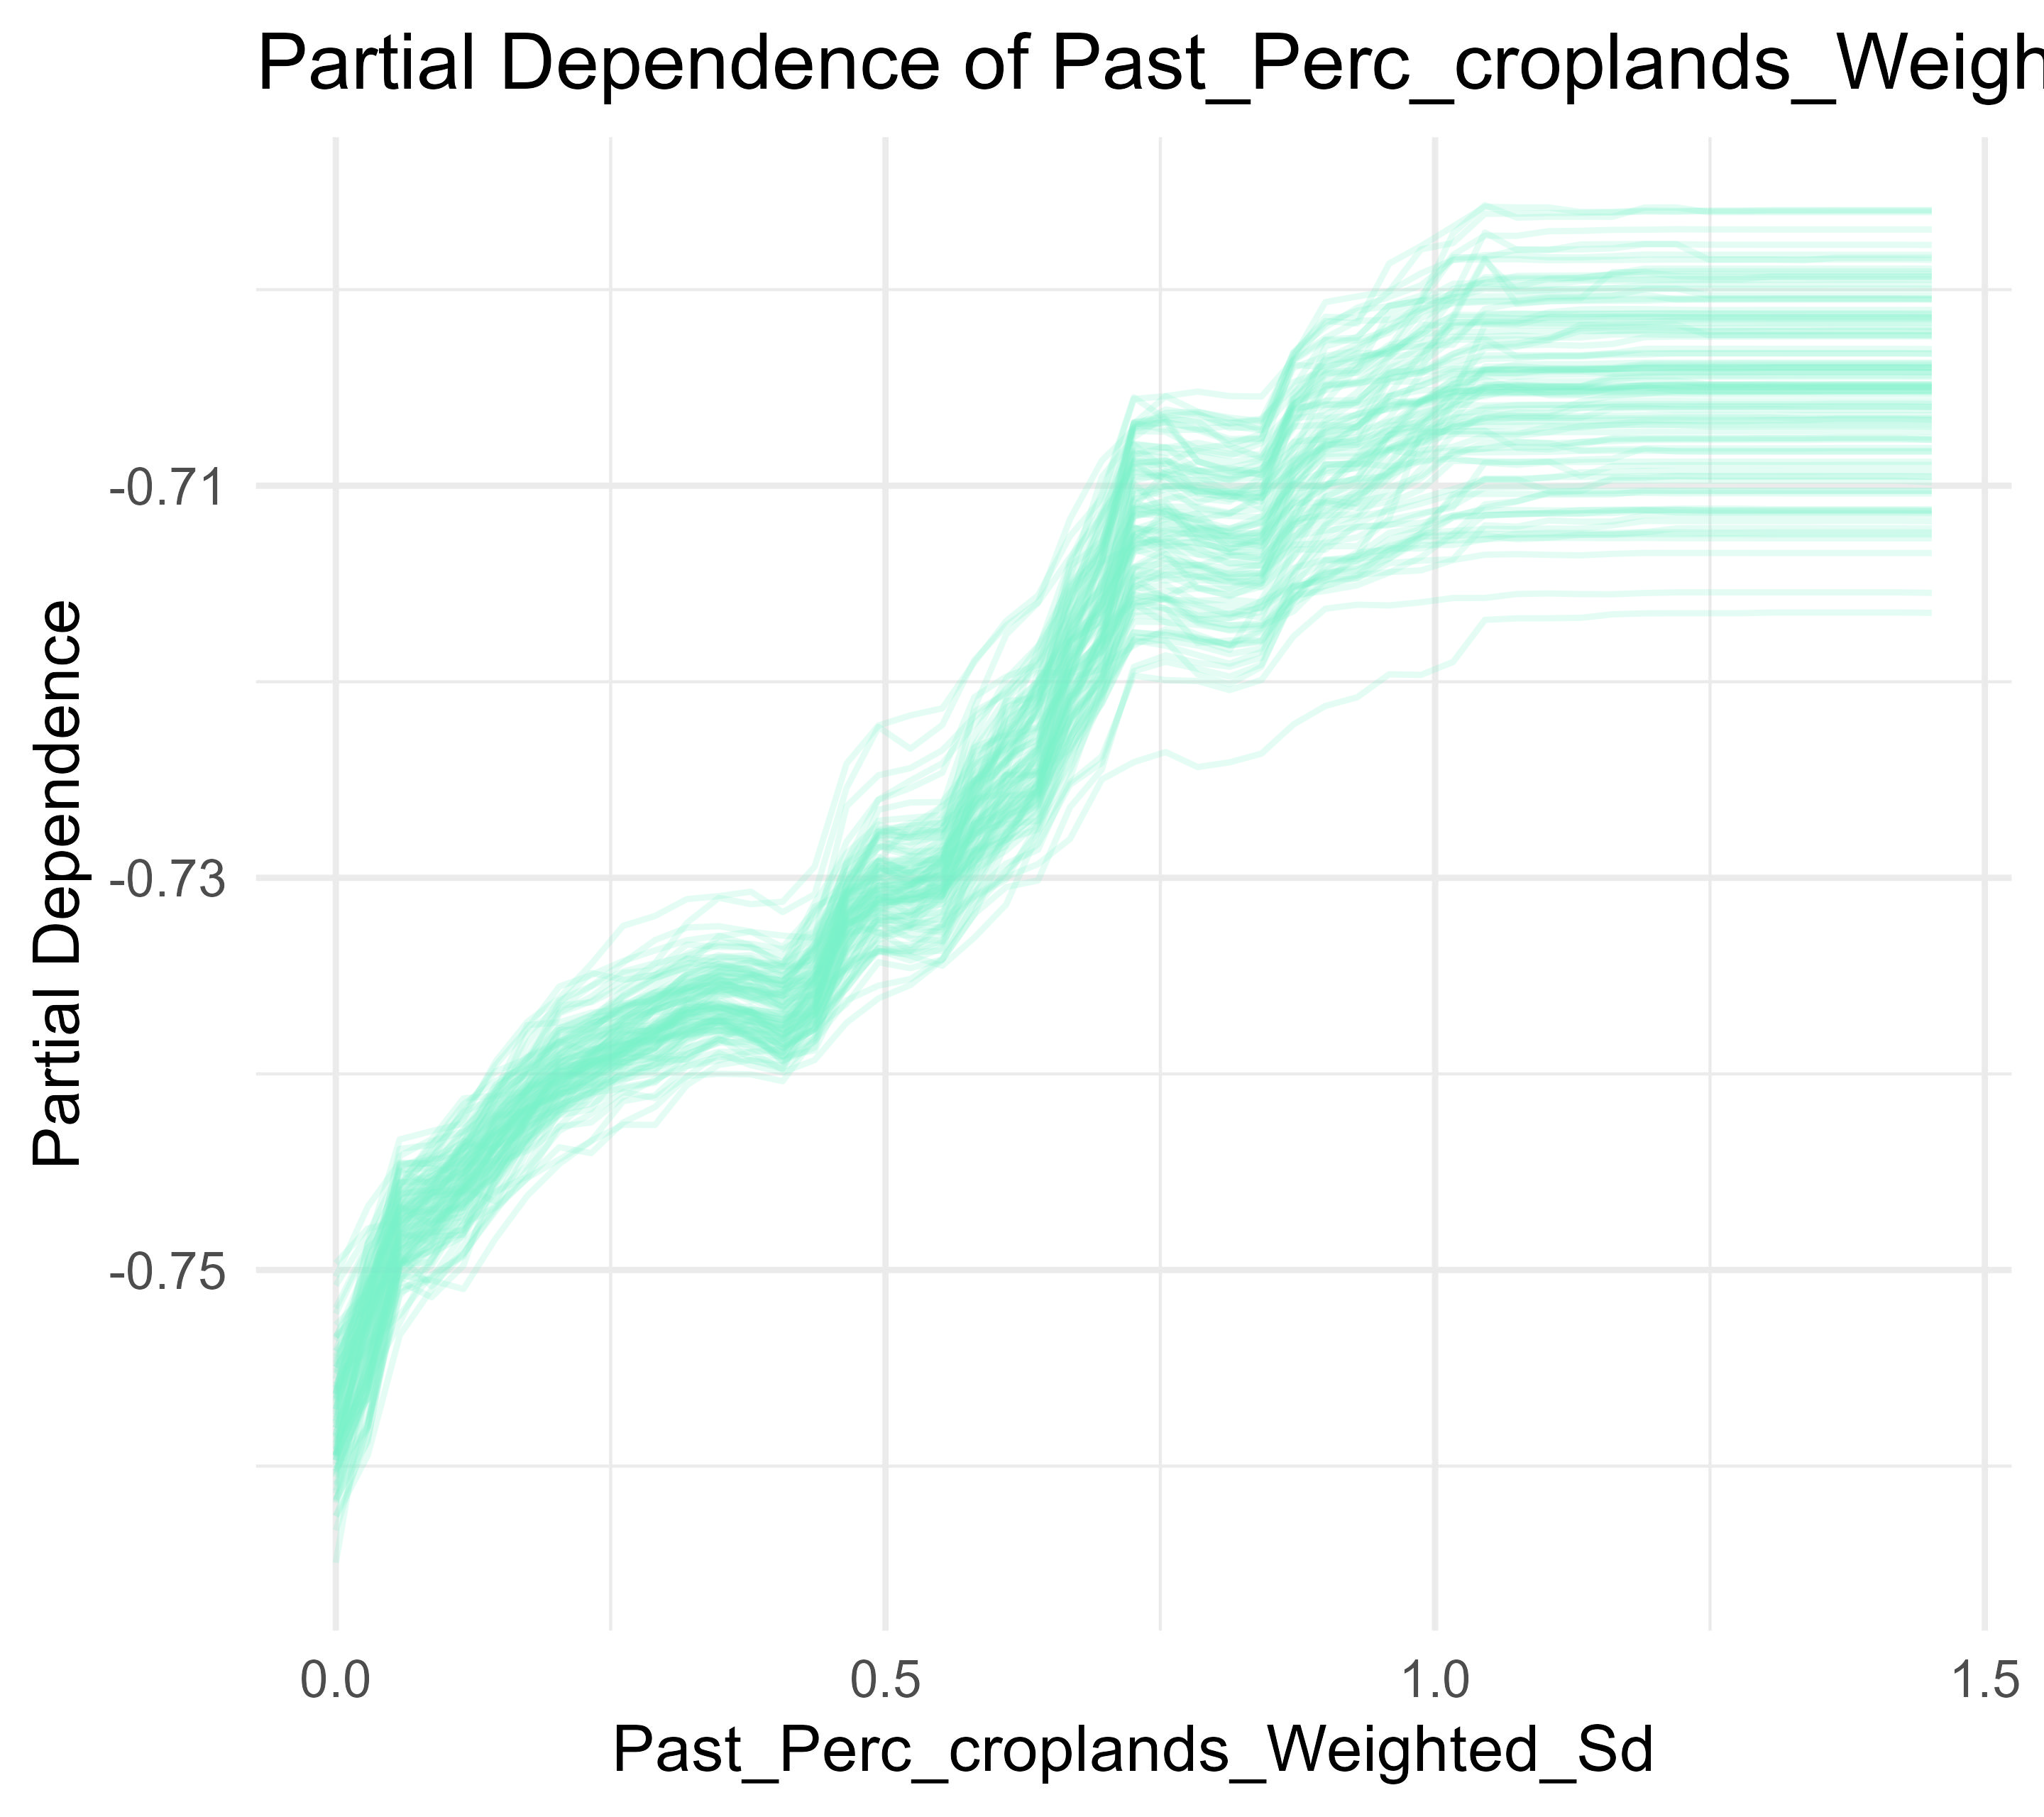 Partial Dependence of Past_Perc_croplands_Weigh
Partial Dependence
-0.71
-0.73
-0.75
0.0 0.5 1.0 1.5
Past_Perc_croplands_Weighted_Sd